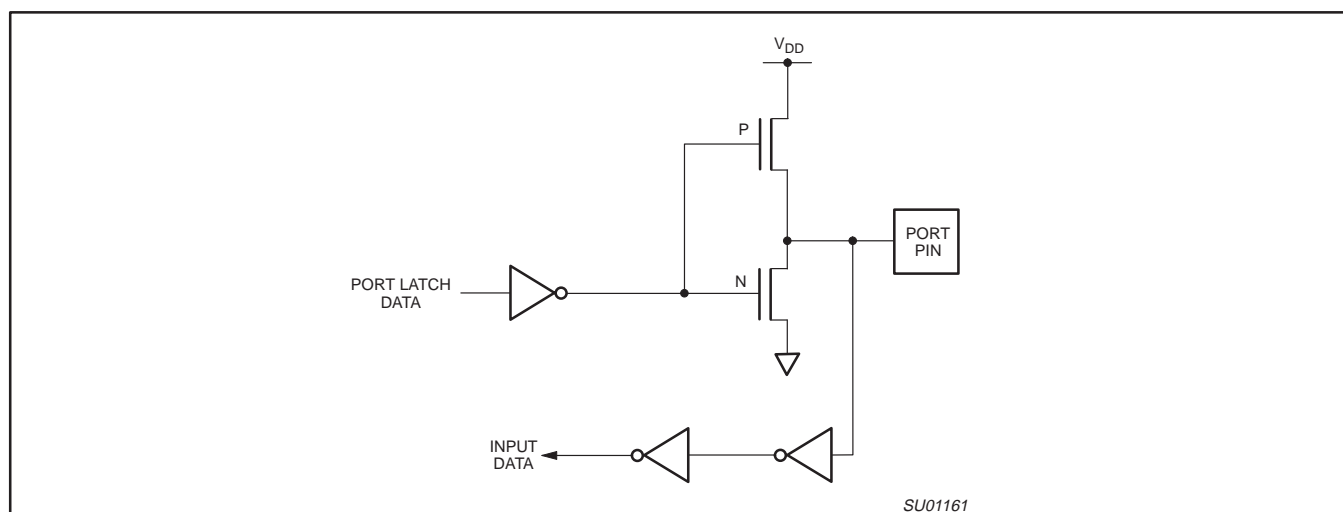 VDD
P
PORT
PIN
PORT LATCH
DATA
N
INPUT
DATA
SU01161